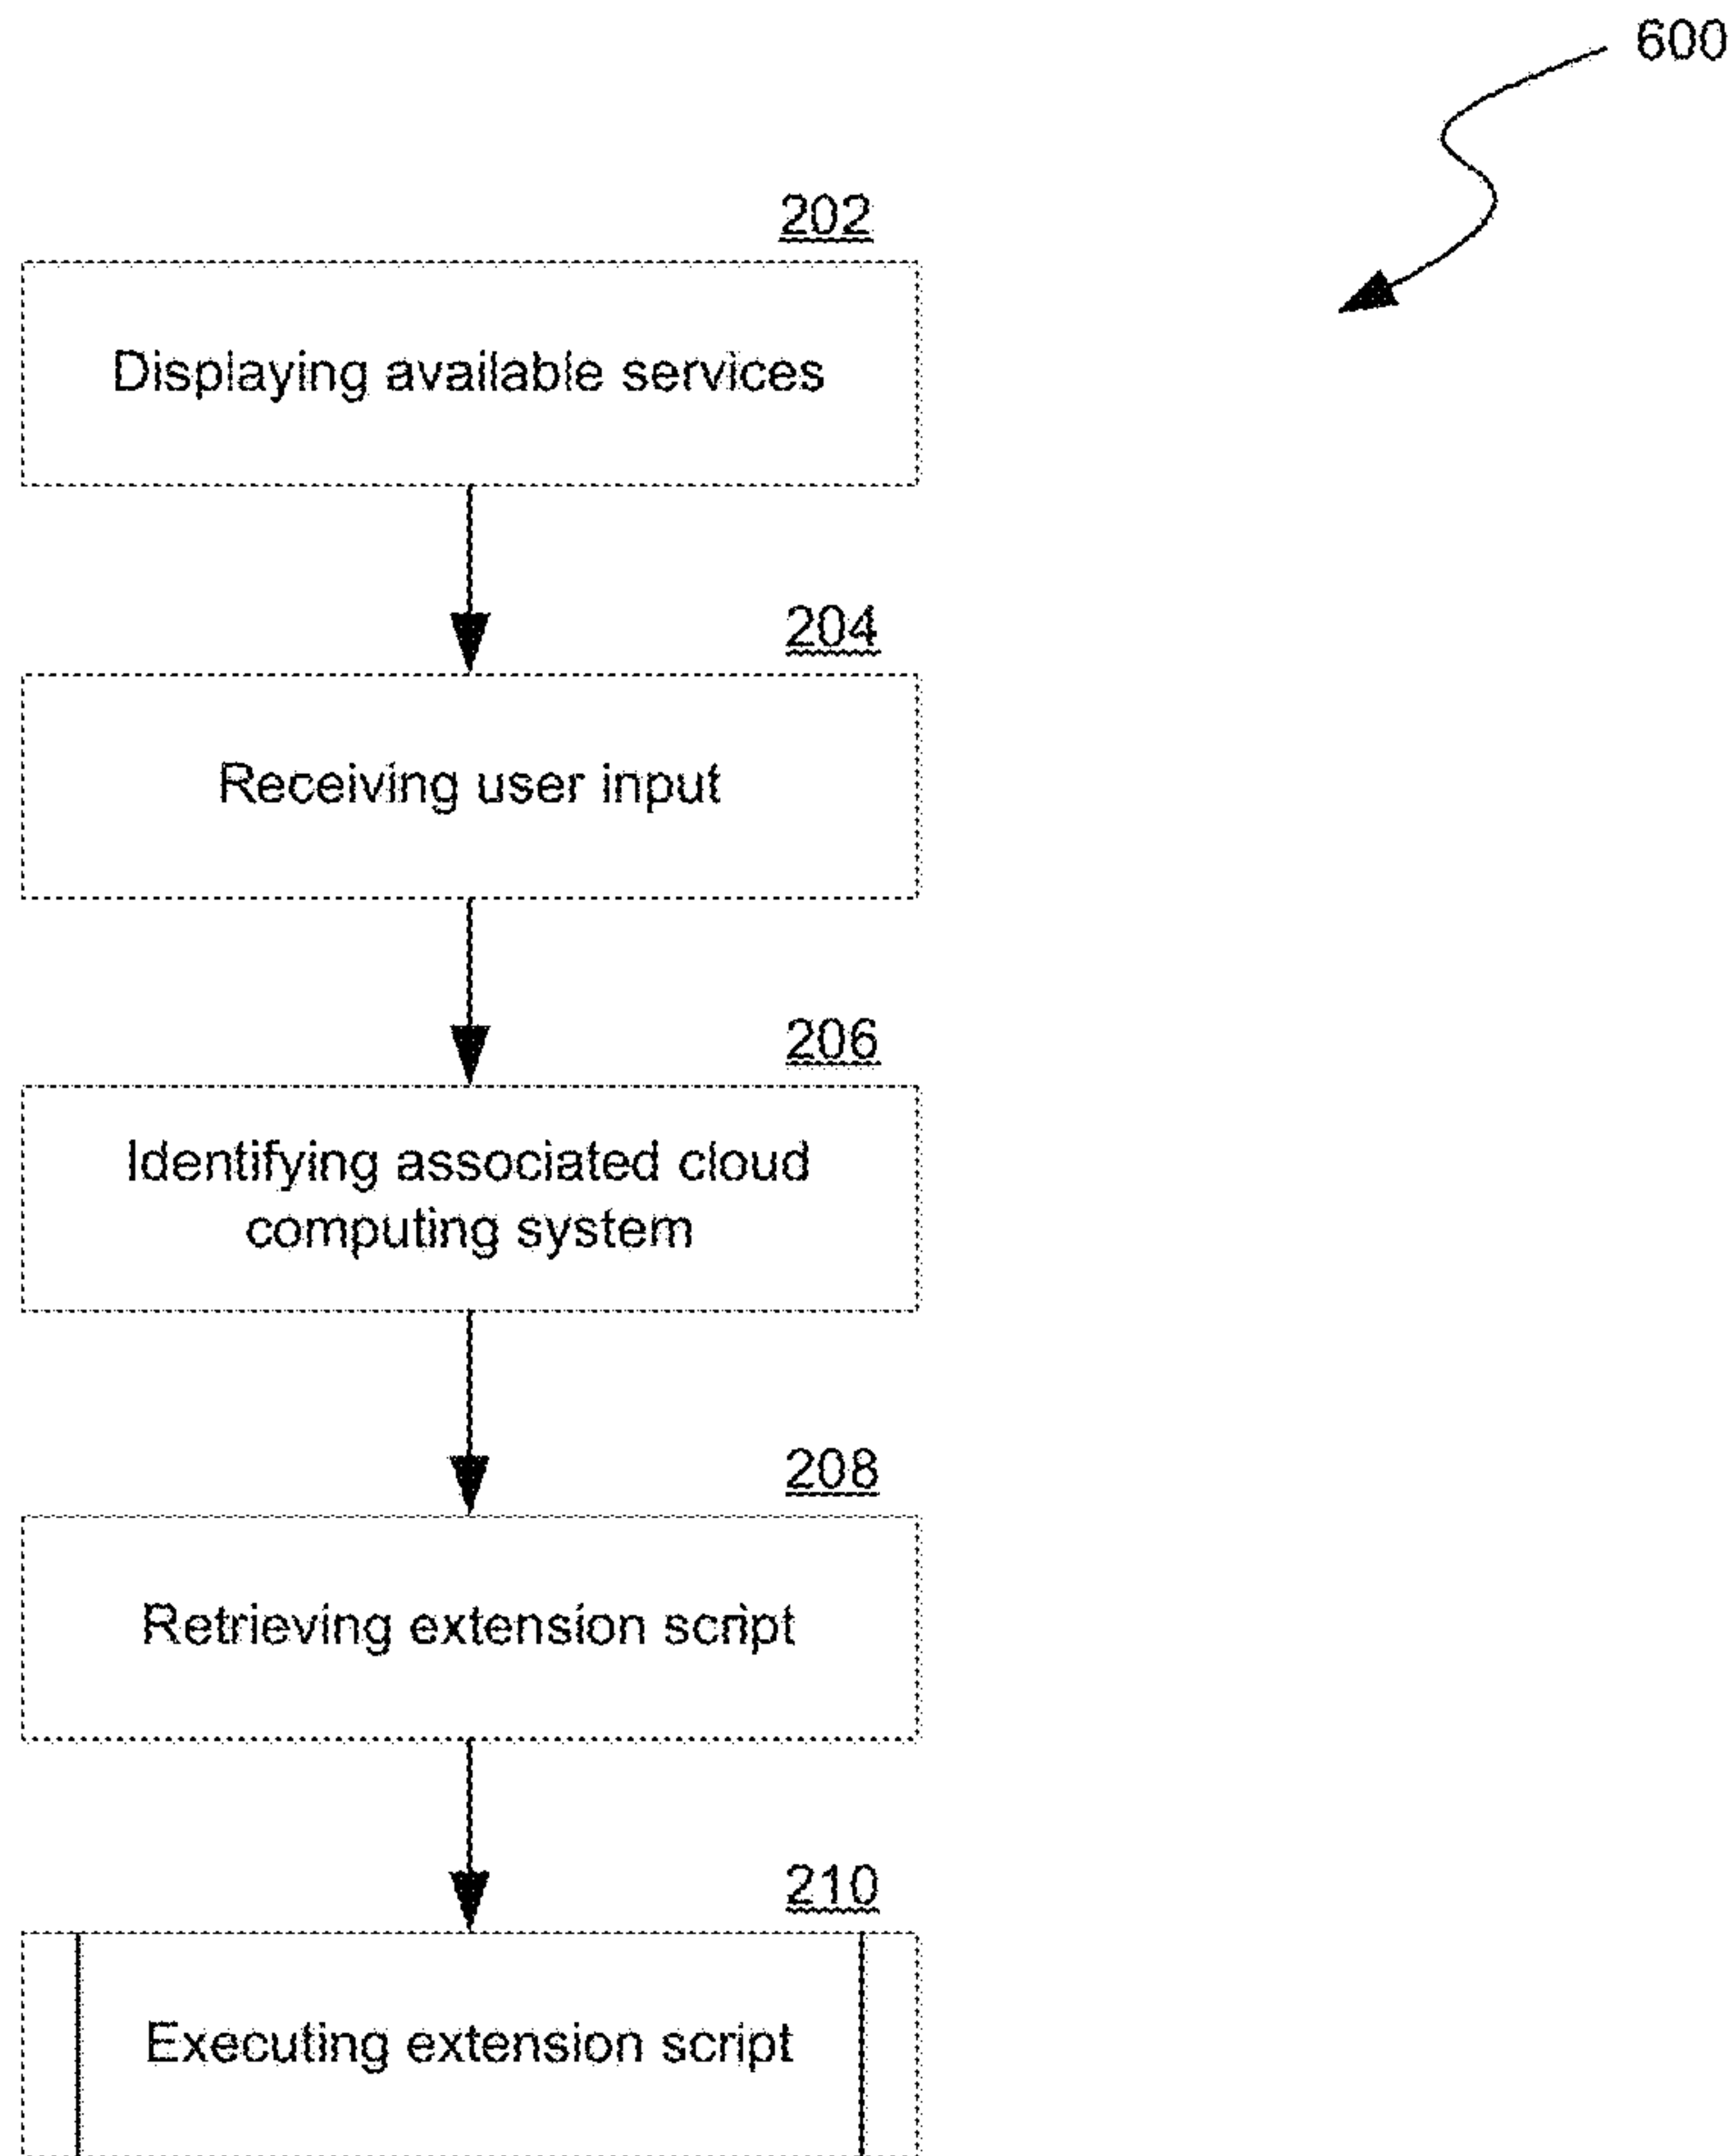 600
202
Displaying available services
204
Receiving user input
206
Identifying associated cloud
computing system
208
Retrieving extension script
210
Executing extension script